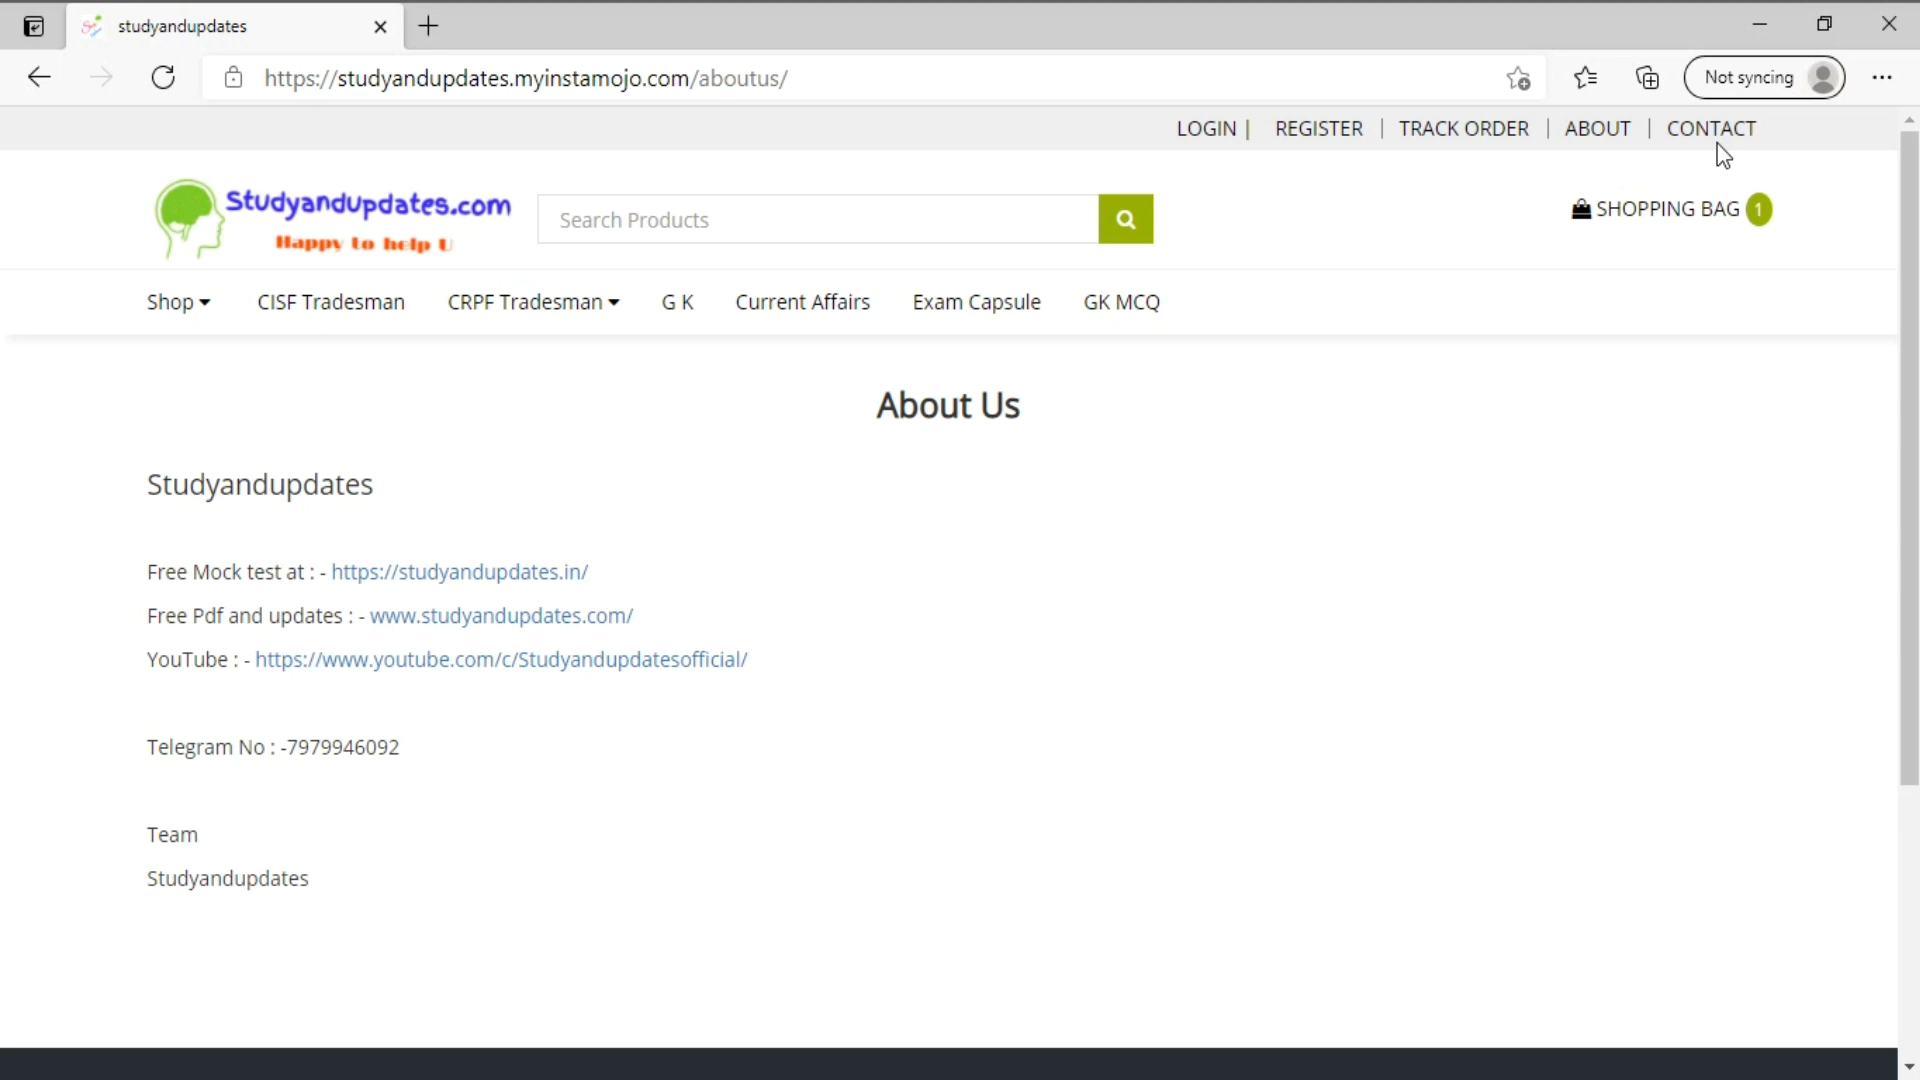 studyandupdates
https://studyandupdates.myinstamojo.com/aboutus/
Not syncing
LOGIN | REGISTER | TRACK ORDER | ABOUT | CONTACT
Studyandupdates.com
Happy to help U
Search Products
SHOPPING BAG 1
Shop CISF Tradesman CRPF Tradesman G K Current Affairs Exam Capsule GK MCQ
About Us
Studyandupdates
Free Mock test at : - https://studyandupdates.in/
Free Pdf and updates : - www.studyandupdates.com/
YouTube : - https://www.youtube.com/c/Studyandupdatesofficial/
Telegram No : -7979946092
Team
Studyandupdates